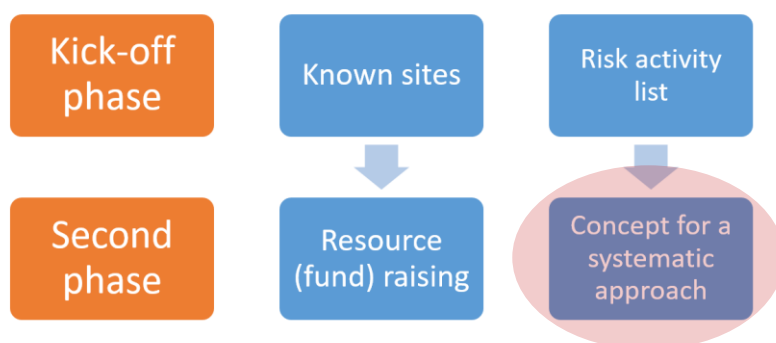 Kick-off
phase
Known sites
Risk activity
list
Second
phase
Resource
(fund) raising
Concept for a
systematic
approach